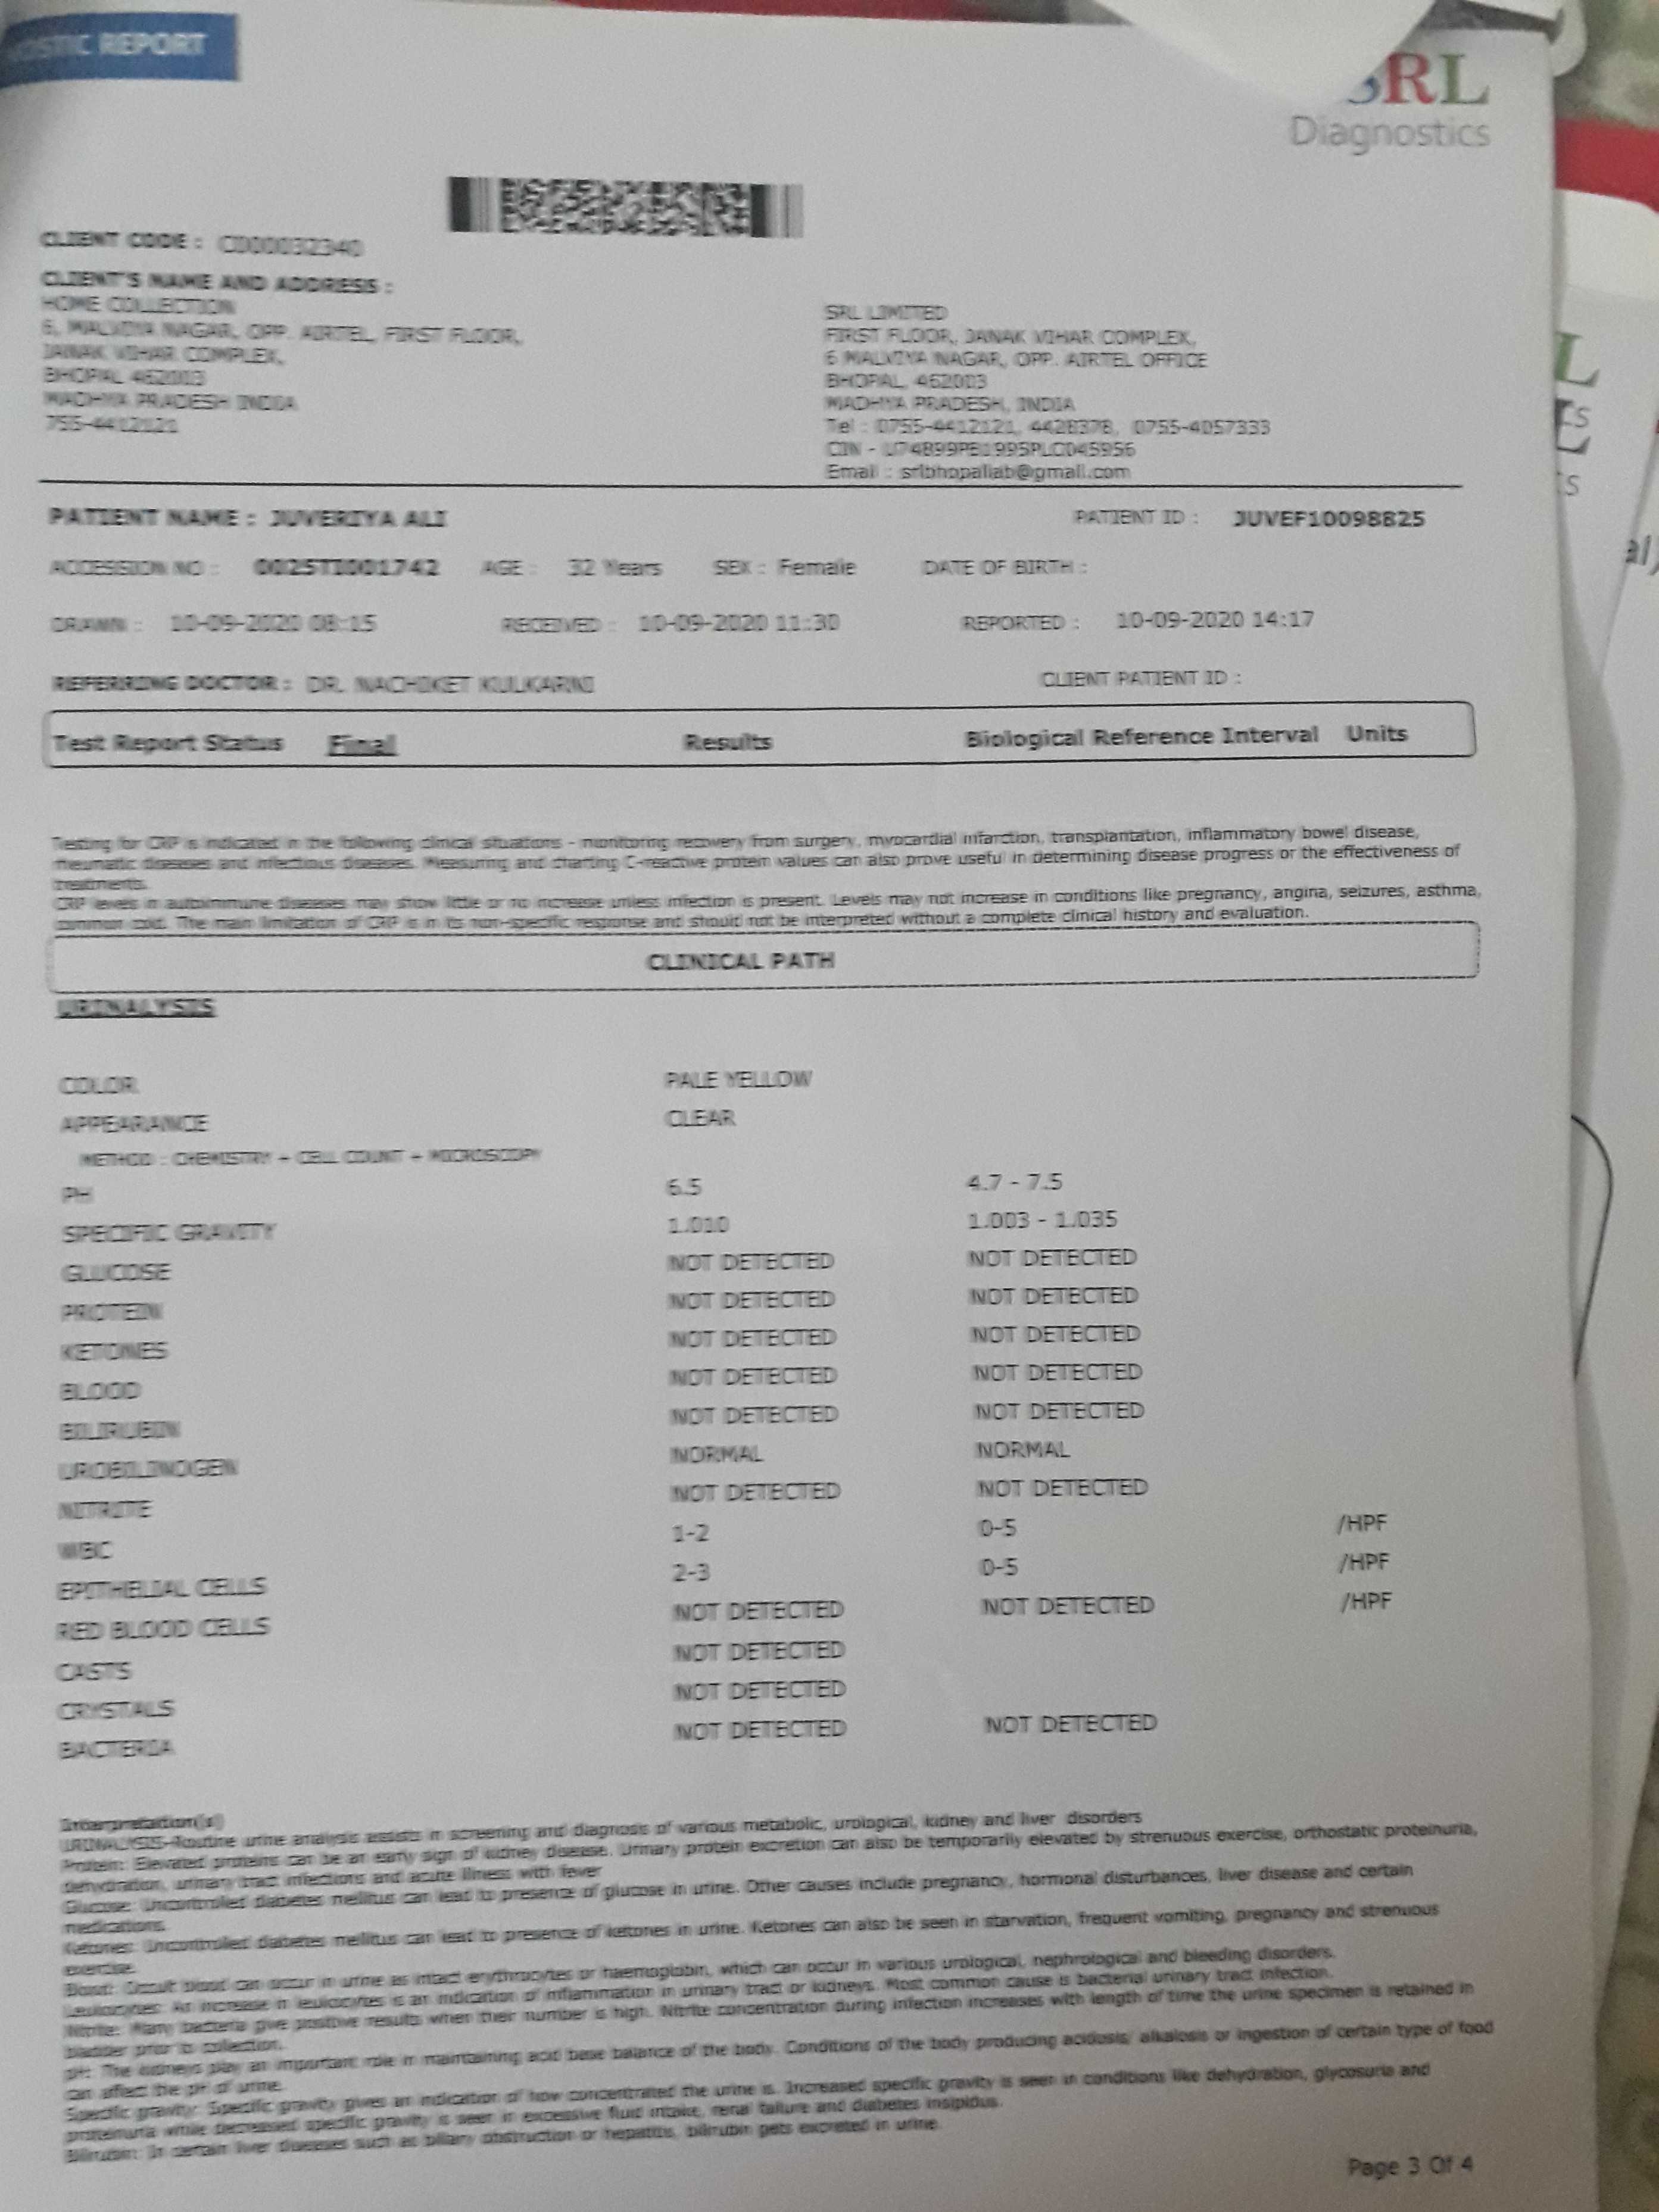 OSTIC REPORT
SRL
Diagnostics
CLIENT CODE : C000032340
CLIENT'S NAME AND ADDRESS :
HOME COLLECTION
6, MALVIYA NAGAR, OPP. AIRTEL, FIRST FLOOR,
JANAK VIHAR COMPLEX,
BHOPAL 462003
MADHYA PRADESH INDIA
755-4412121
SRL LIMITED
FIRST FLOOR, JANAK VIHAR COMPLEX,
6 MALVIYA NAGAR, OPP. AIRTEL OFFICE
BHOPAL, 462003
MADHYA PRADESH, INDIA
Tel : 0755-4412121, 4428378, 0755-4057333
CIN - U74899PB1995PLC045956
Email : srlbhopallab@gmail.com
PATIENT NAME : JUVERIYA ALI PATIENT ID : JUVEF10098825
ACCESSION NO : 0025TI001742 AGE : 32 Years SEX : Female DATE OF BIRTH :
DRAWN : 10-09-2020 08:15 RECEIVED : 10-09-2020 11:30 REPORTED : 10-09-2020 14:17
REFERRING DOCTOR : DR. NACHIKET KULKARNI CLIENT PATIENT ID :
Test Report Status Final Results Biological Reference Interval Units
Testing for CRP is indicated in the following clinical situations - monitoring recovery from surgery, myocardial infarction, transplantation, inflammatory bowel disease,
rheumatic diseases and infectious diseases. Measuring and charting C-reactive protein values can also prove useful in determining disease progress or the effectiveness of
treatments.
CRP levels in autoimmune diseases may show little or no increase unless infection is present. Levels may not increase in conditions like pregnancy, angina, seizures, asthma,
common cold. The main limitation of CRP is in its non-specific response and should not be interpreted without a complete clinical history and evaluation.
CLINICAL PATH
URINALYSIS
COLOR PALE YELLOW
APPEARANCE CLEAR
METHOD : CHEMISTRY + CELL COUNT + MICROSCOPY
PH 6.5 4.7 - 7.5
SPECIFIC GRAVITY 1.010 1.003 - 1.035
GLUCOSE NOT DETECTED NOT DETECTED
PROTEIN NOT DETECTED NOT DETECTED
KETONES NOT DETECTED NOT DETECTED
BLOOD NOT DETECTED NOT DETECTED
BILIRUBIN NOT DETECTED NOT DETECTED
UROBILINOGEN NORMAL NORMAL
NITRITE NOT DETECTED NOT DETECTED
WBC 1-2 0-5 /HPF
EPITHELIAL CELLS 2-3 0-5 /HPF
RED BLOOD CELLS NOT DETECTED NOT DETECTED /HPF
CASTS NOT DETECTED
CRYSTALS NOT DETECTED
BACTERIA NOT DETECTED NOT DETECTED
Interpretation(s)
URINALYSIS-Routine urine analysis assists in screening and diagnosis of various metabolic, urological, kidney and liver disorders
Protein: Elevated proteins can be an early sign of kidney disease. Urinary protein excretion can also be temporarily elevated by strenuous exercise, orthostatic proteinuria,
dehydration, urinary tract infections and acute illness with fever
Glucose: Uncontrolled diabetes mellitus can lead to presence of glucose in urine. Other causes include pregnancy, hormonal disturbances, liver disease and certain
medications.
Ketones: Uncontrolled diabetes mellitus can lead to presence of ketones in urine. Ketones can also be seen in starvation, frequent vomiting, pregnancy and strenuous
exercise.
Blood: Occult blood can occur in urine as intact erythrocytes or haemoglobin, which can occur in various urological, nephrological and bleeding disorders.
Leukocytes: An increase in leukocytes is an indication of inflammation in urinary tract or kidneys. Most common cause is bacterial urinary tract infection.
Nitrite: Many bacteria give positive results when their number is high. Nitrite concentration during infection increases with length of time the urine specimen is retained in
bladder prior to collection.
pH: The kidneys play an important role in maintaining acid base balance of the body. Conditions of the body producing acidosis/ alkalosis or ingestion of certain type of food
can affect the pH of urine.
Specific gravity: Specific gravity gives an indication of how concentrated the urine is. Increased specific gravity is seen in conditions like dehydration, glycosuria and
proteinuria while decreased specific gravity is seen in excessive fluid intake, renal failure and diabetes insipidus.
Bilirubin: In certain liver diseases such as biliary obstruction or hepatitis, bilirubin gets excreted in urine.
Page 3 Of 4